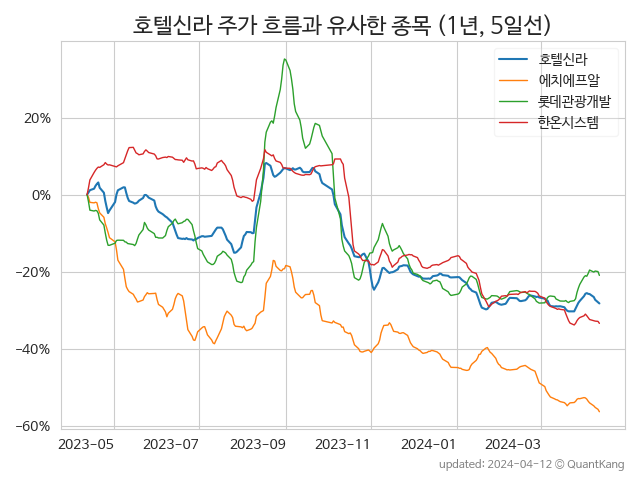 호텔신라 주가 흐름과 유사한 종목 (1년, 5일선)
호텔신라
에치에프알
롯데관광개발
한온시스템
20%
0%
−20%
−40%
−60%
2023−05
2023−07
2023−09
2023−11
2024−01
2024−03
updated: 2024−04−12 © QuantKang